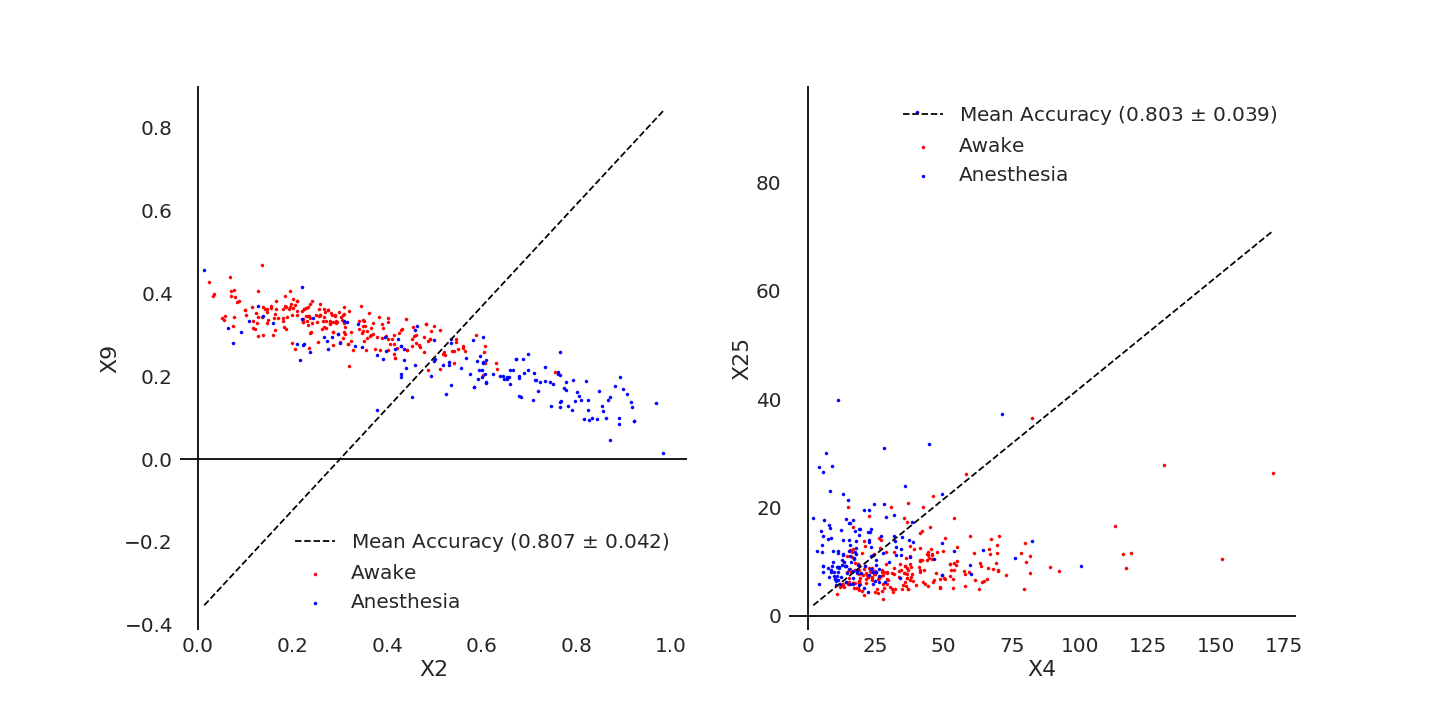 0.8
0.6
0.4
0.2
0.0
−0.2
−0.4
X9
Mean Accuracy (0.807 ± 0.042)
Awake
Anesthesia
0.0 0.2 0.4 0.6 0.8 1.0
X2
80
60
40
20
0
X25
Mean Accuracy (0.803 ± 0.039)
Awake
Anesthesia
0 25 50 75 100 125 150 175
X4